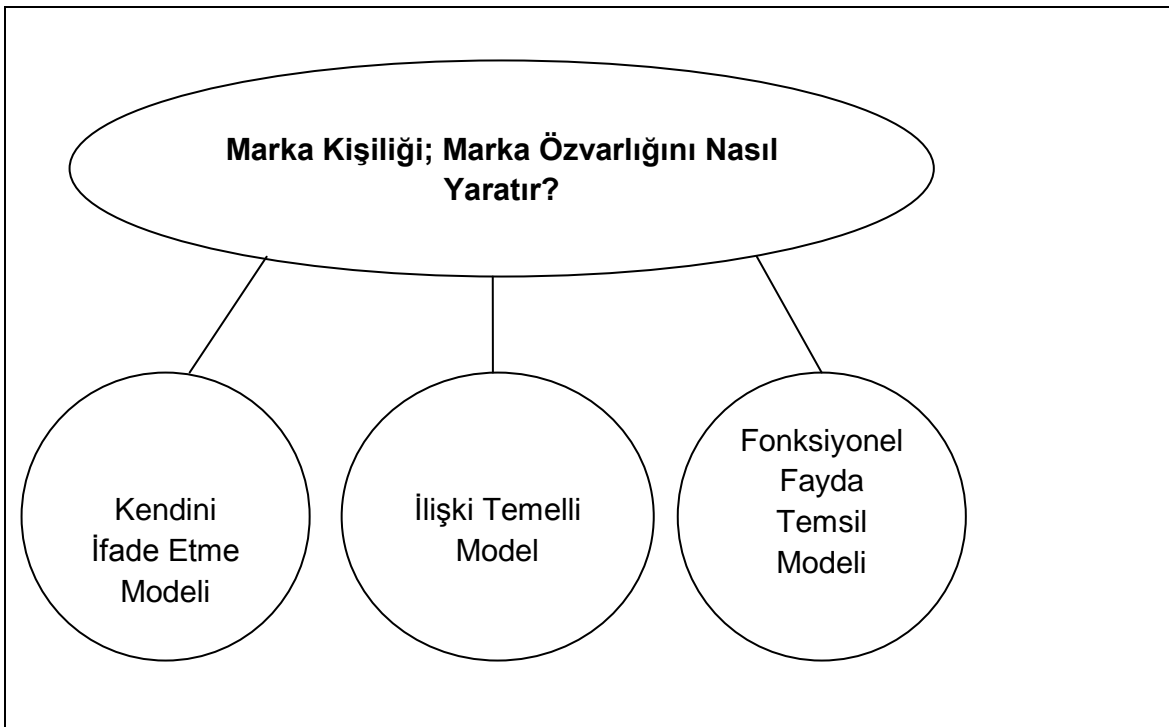 Marka Kişiliği; Marka Özvarlığını Nasıl
Yaratır?
Kendini
İfade Etme
Modeli
İlişki Temelli
Model
Fonksiyonel
Fayda
Temsil
Modeli